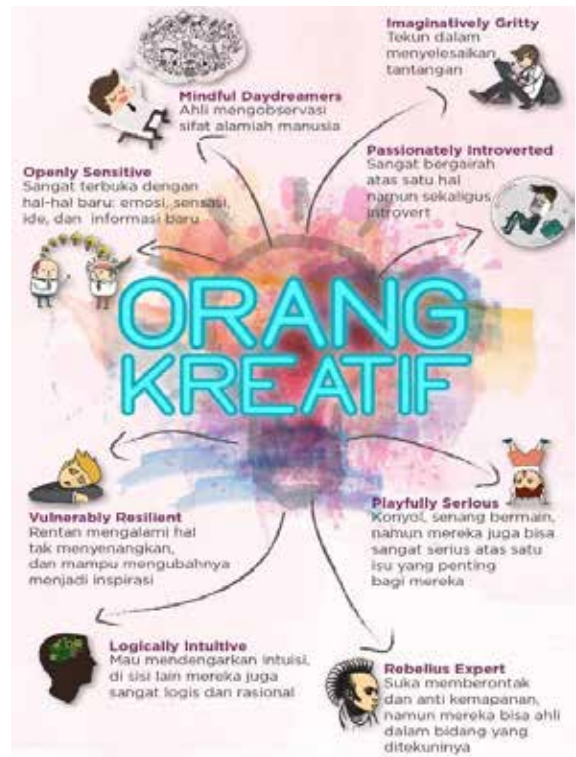 Imaginatively Gritty
Tekun dalam
menyelesaikan
tantangan
Mindful Daydreamers
Ahli mengobservasi
sifat alamiah manusia
Passionately Introverted
Sangat bergairah
atas satu hal
namun sekaligus
introvert
Openly Sensitive
Sangat terbuka dengan
hal-hal baru: emosi, sensasi,
ide, dan informasi baru
ORANG
KREATIF
Vulnerably Resilient
Rentan mengalami hal
tak menyenangkan,
dan mampu mengubahnya
menjadi inspirasi
Playfully Serious
Konyol, senang bermain,
namun mereka juga bisa
sangat serius atas satu
isu yang penting
bagi mereka
Logically Intuitive
Mau mendengarkan intuisi,
di sisi lain mereka juga
sangat logis dan rasional
Rebelius Expert
Suka memberontak
dan anti kemapanan,
namun mereka bisa ahli
dalam bidang yang
ditekuninya